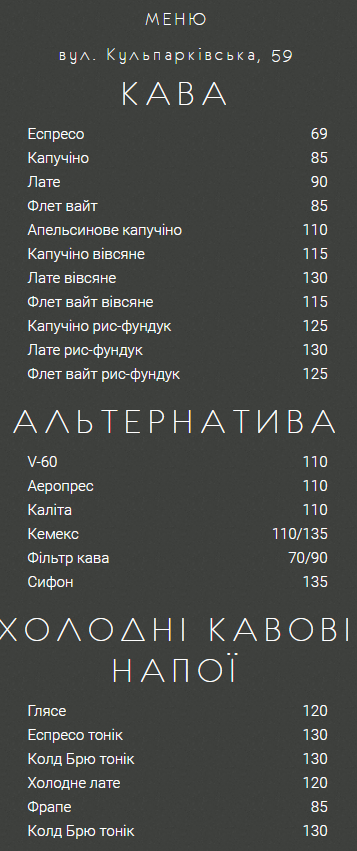 МЕНЮ
вул. Кульпарківська, 59
КАВА
Еспресо 69
Капучіно 85
Лате 90
Флет вайт 85
Апельсинове капучіно 110
Капучіно вівсяне 115
Лате вівсяне 130
Флет вайт вівсяне 115
Капучіно рис-фундук 125
Лате рис-фундук 130
Флет вайт рис-фундук 125
АЛЬТЕРНАТИВА
V-60 110
Аеропрес 110
Каліта 110
Кемекс 110/135
Фільтр кава 70/90
Сифон 135
ХОЛОДНІ КАВОВІ
НАПОЇ
Глясе 120
Еспресо тонік 130
Колд Брю тонік 130
Холодне лате 120
Фрапе 85
Колд Брю тонік 130